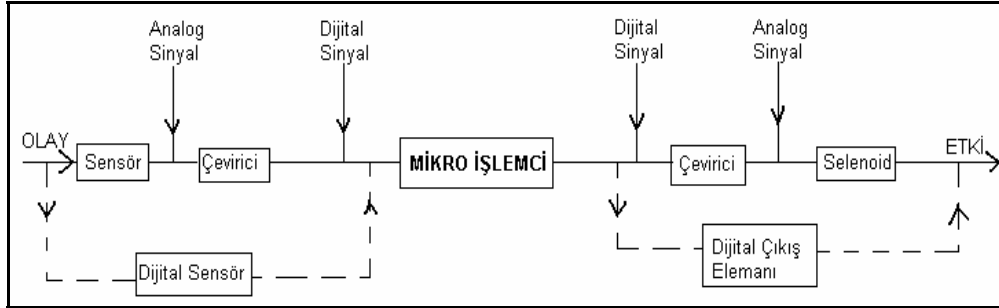 Analog
Sinyal
Dijital
Sinyal
Dijital
Sinyal
Analog
Sinyal
OLAY
Sensör
Çevirici
MİKRO İŞLEMCİ
Çevirici
Selenoid
ETKİ
Dijital Sensör
Dijital Çıkış
Elemanı